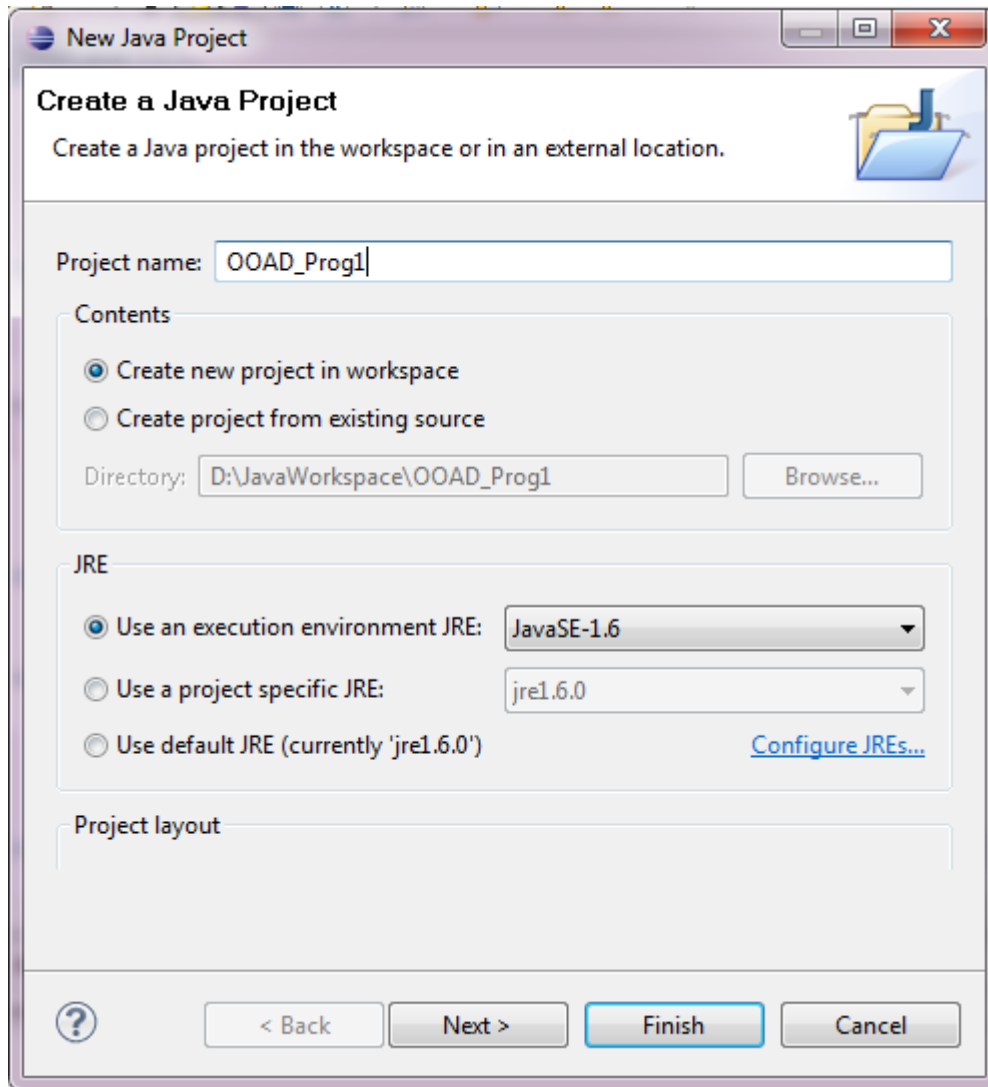 New Java Project
Create a Java Project
Create a Java project in the workspace or in an external location.
Project name: OOAD_Prog1
Contents
Create new project in workspace
Create project from existing source
Directory: D:\JavaWorkspace\OOAD_Prog1 Browse...
JRE
Use an execution environment JRE: JavaSE-1.6
Use a project specific JRE: jre1.6.0
Use default JRE (currently 'jre1.6.0') Configure JREs...
Project layout
? < Back Next > Finish Cancel